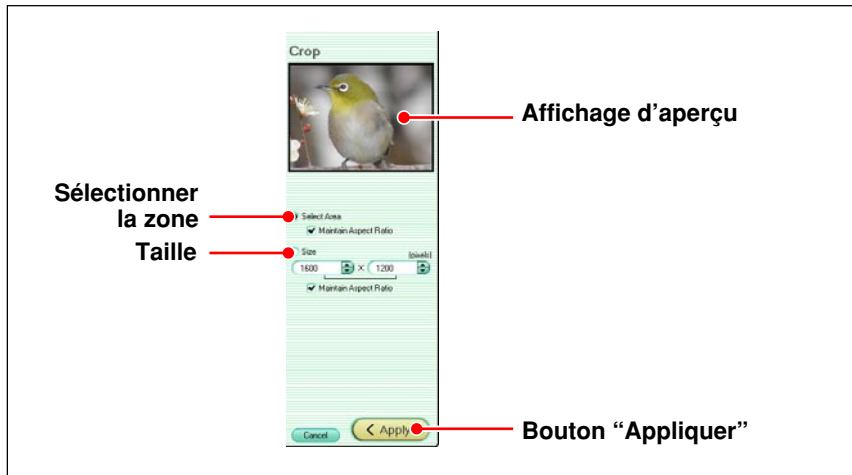 Crop
Affichage d’aperçu
Sélectionner
la zone
Select Area
Maintain Aspect Ratio
Taille
Size
(pixels)
1600 × 1200
Maintain Aspect Ratio
Cancel
< Apply
Bouton “Appliquer”